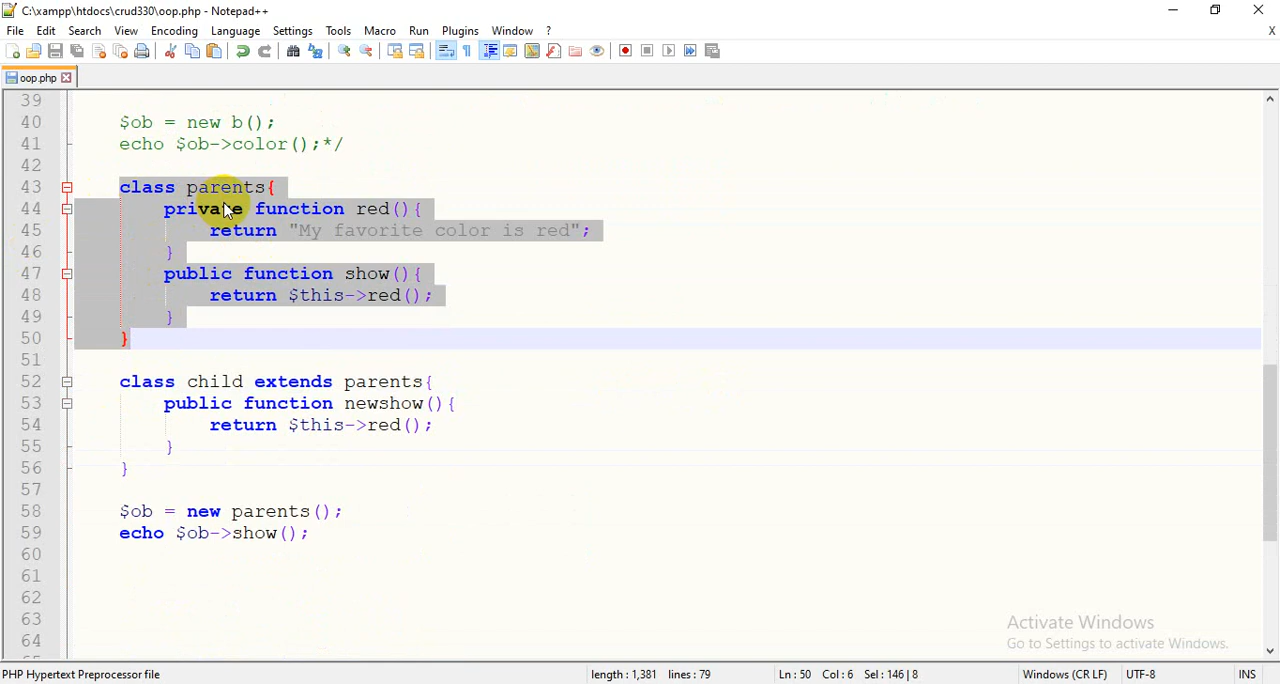 C:\xampp\htdocs\crud330\oop.php - Notepad++
File Edit Search View Encoding Language Settings Tools Macro Run Plugins Window ? X
oop.php
39
40 $ob = new b();
41 echo $ob->color();*/
42
43 class parents{
44 private function red(){
45 return "My favorite color is red";
46 }
47 public function show(){
48 return $this->red();
49 }
50 }
51
52 class child extends parents{
53 public function newshow(){
54 return $this->red();
55 }
56 }
57
58 $ob = new parents();
59 echo $ob->show();
60
61
62
63
64
Activate Windows
Go to Settings to activate Windows.
PHP Hypertext Preprocessor file length : 1,381 lines : 79 Ln : 50 Col : 6 Sel : 146 | 8 Windows (CR LF) UTF-8 INS